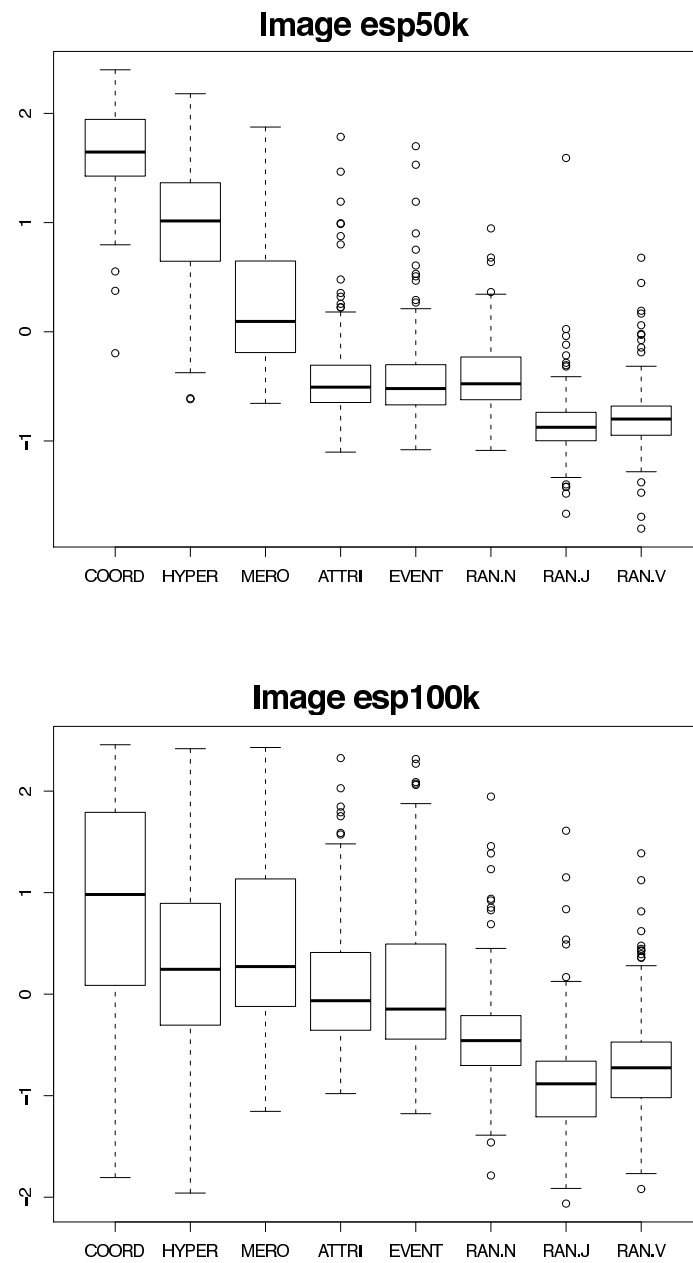 Image esp50k
2
1
0
-1
COORD HYPER MERO ATTRI EVENT RAN.N RAN.J RAN.V
Image esp100k
2
1
0
-1
-2
COORD HYPER MERO ATTRI EVENT RAN.N RAN.J RAN.V